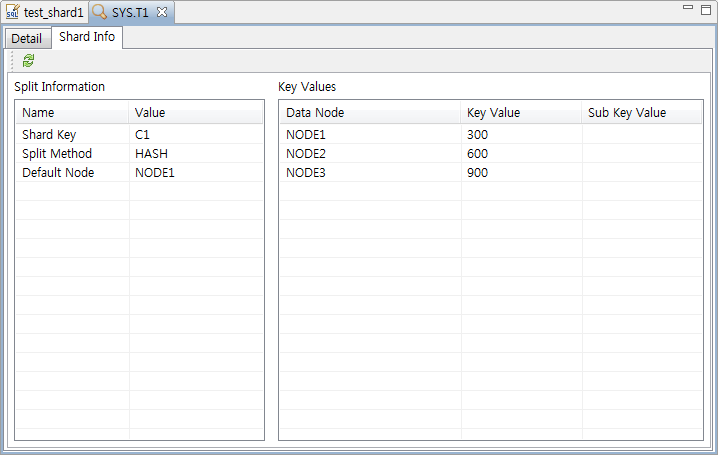 test_shard1 SYS.T1
Detail Shard Info
Split Information
Name Value
Shard Key C1
Split Method HASH
Default Node NODE1
Key Values
Data Node Key Value Sub Key Value
NODE1 300
NODE2 600
NODE3 900